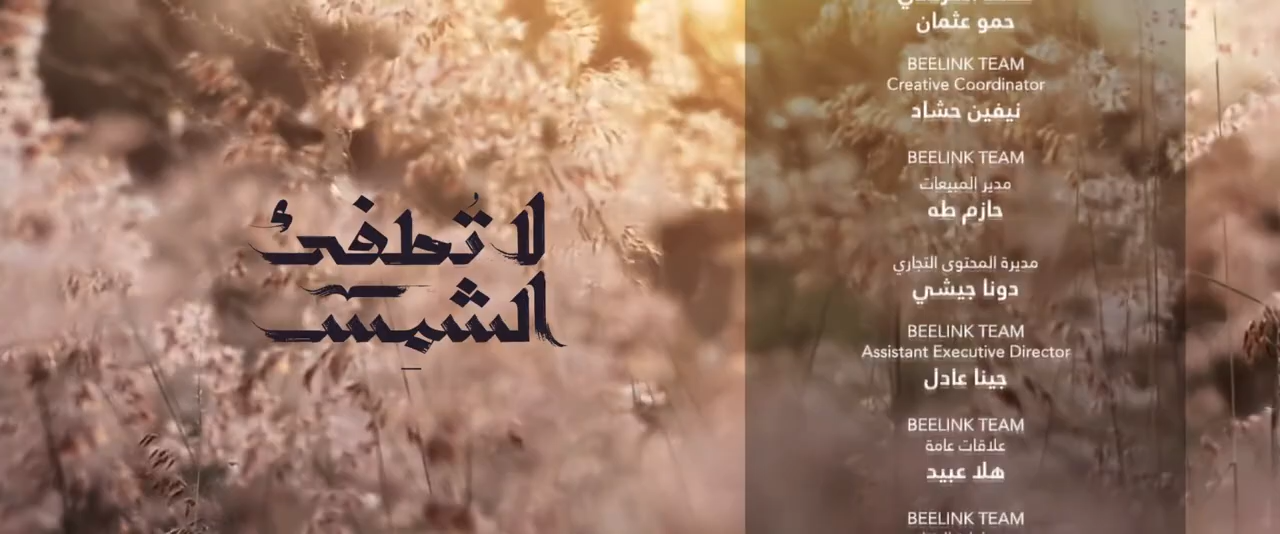 لا تُطفئ
الشمس
حمو عثمان
BEELINK TEAM
Creative Coordinator
نيفين حشاد
BEELINK TEAM
مدير المبيعات
حازم طه
مديرة المحتوى التجاري
دونا جيشي
BEELINK TEAM
Assistant Executive Director
جينا عادل
BEELINK TEAM
علاقات عامة
هلا عبيد
BEELINK TEAM